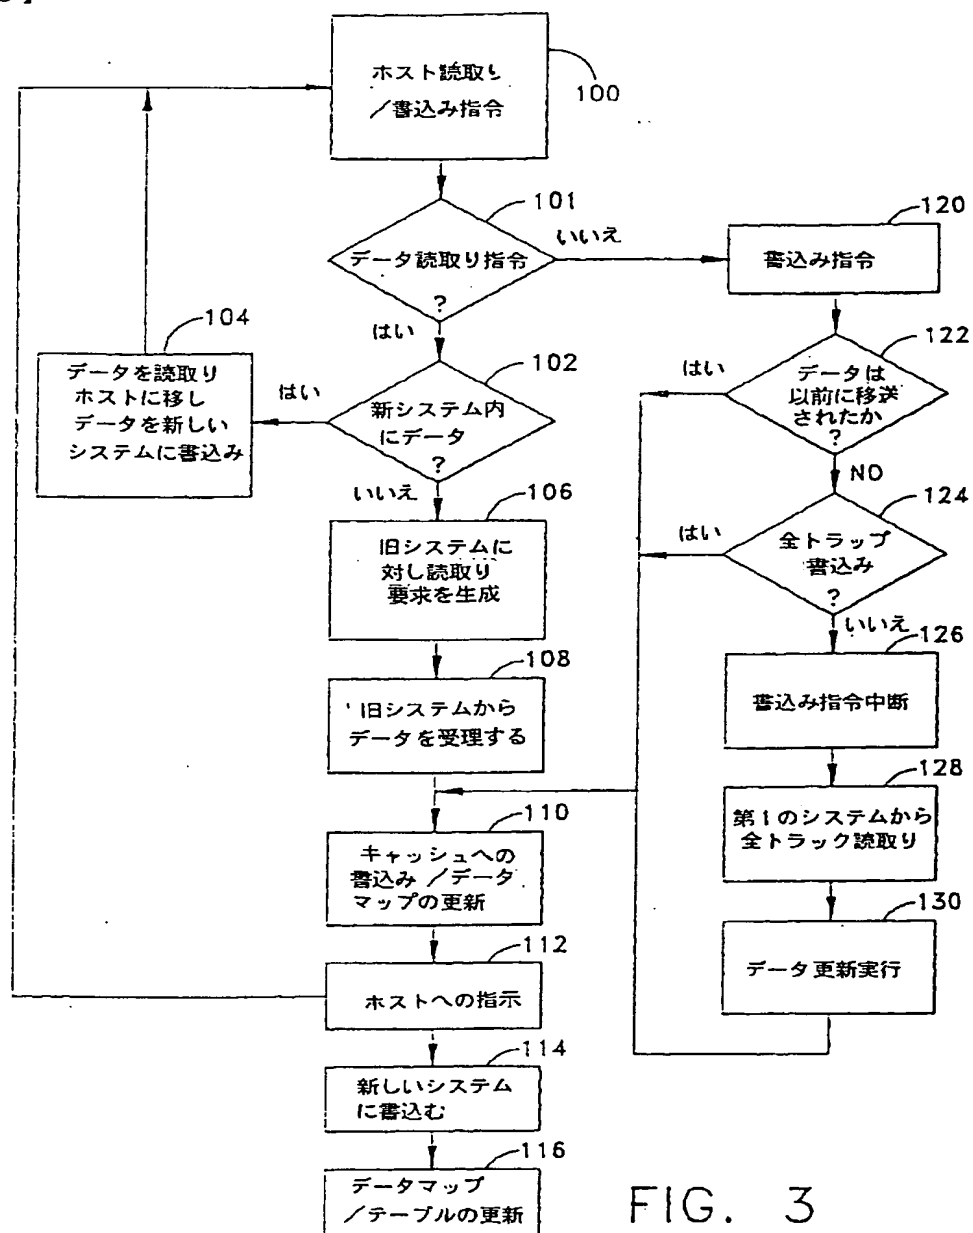 ホスト読取り
/書込み指令
100
101
データ読取り指令
?
いいえ
はい
120
書込み指令
104
データを読取り
ホストに移し
データを新しい
システムに書込み
102
新システム内
にデータ
?
はい
いいえ
122
データは
以前に移送
されたか
?
はい
NO
106
旧システムに
対し読取り
要求を生成
124
全トラップ
書込み
?
はい
いいえ
108
旧システムから
データを受理する
126
書込み指令中断
128
第1のシステムから
全トラック読取り
110
キャッシュへの
書込み/データ
マップの更新
130
データ更新実行
112
ホストへの指示
114
新しいシステム
に書込む
116
データマップ
/テーブルの更新
FIG. 3